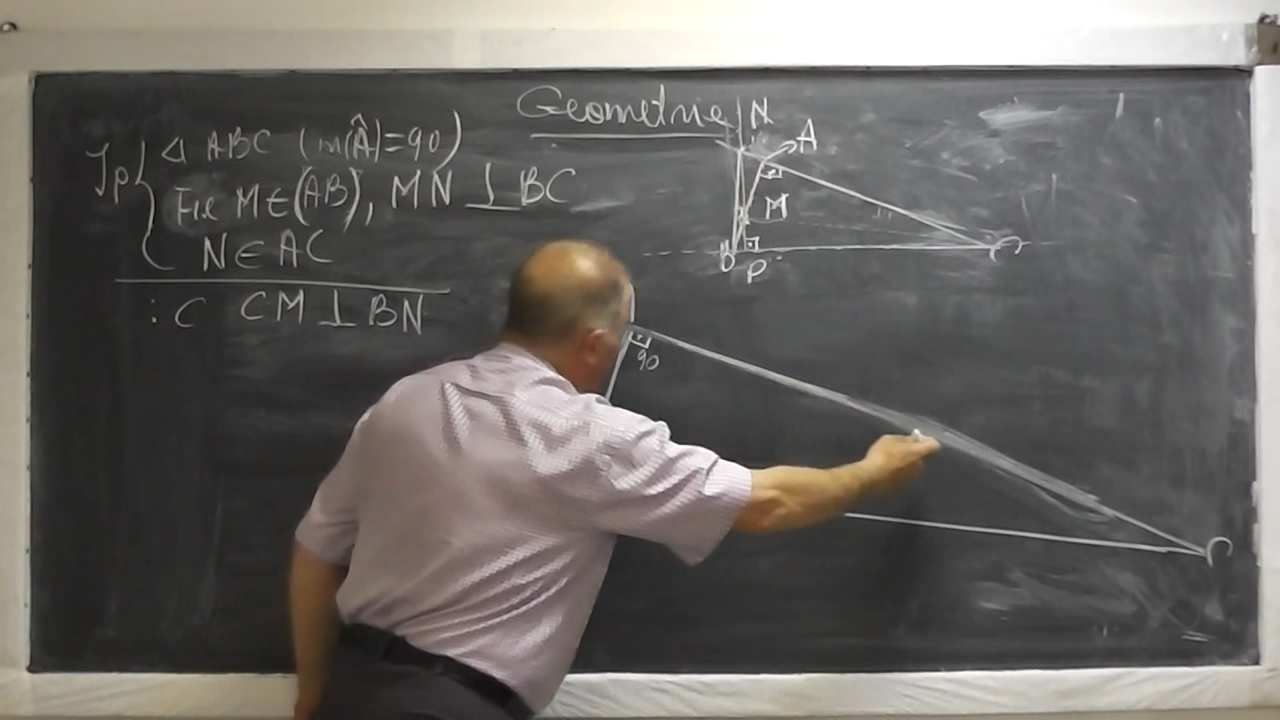 Geometrie
Ip { △ ABC (m(Â)=90)
Fie M∈(AB), MN ⊥ BC
N∈AC
: C CM ⊥ BN
N
A
M
B
P
C
90
C